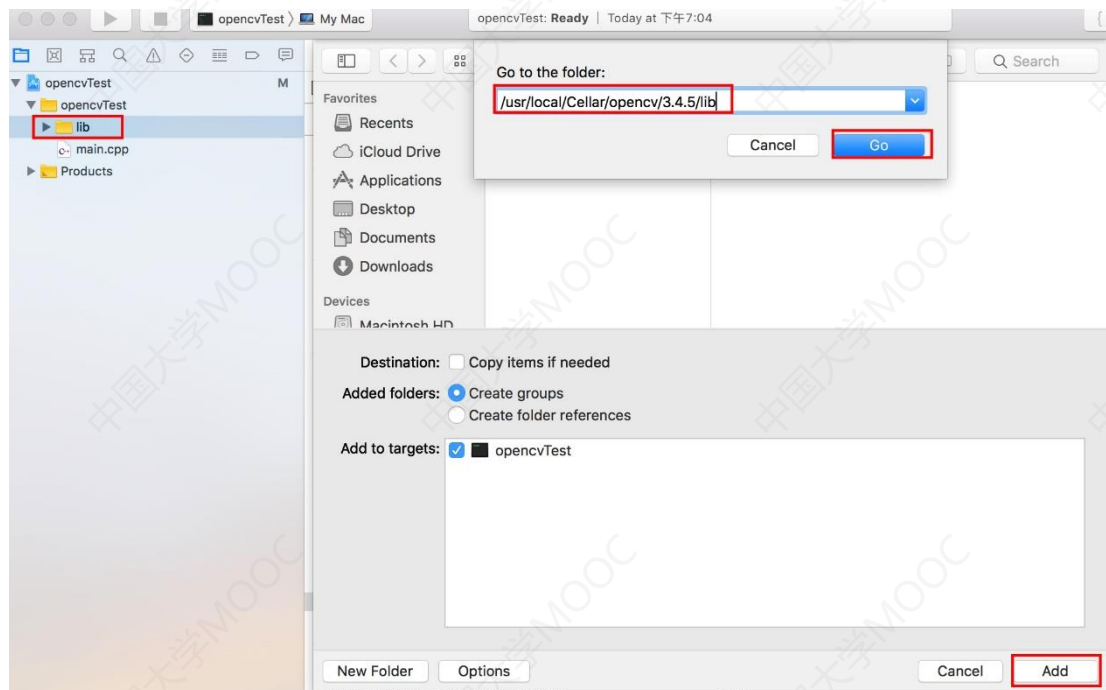 opencvTest 〉 My Mac
opencvTest: Ready | Today at 下午7:04
opencvTest M
opencvTest
lib
main.cpp
Products
Go to the folder:
/usr/local/Cellar/opencv/3.4.5/lib
Cancel Go
Search
Favorites
Recents
iCloud Drive
Applications
Desktop
Documents
Downloads
Devices
Macintosh HD
Destination: Copy items if needed
Added folders: Create groups
Create folder references
Add to targets: opencvTest
New Folder Options Cancel Add
中国大学MOOC